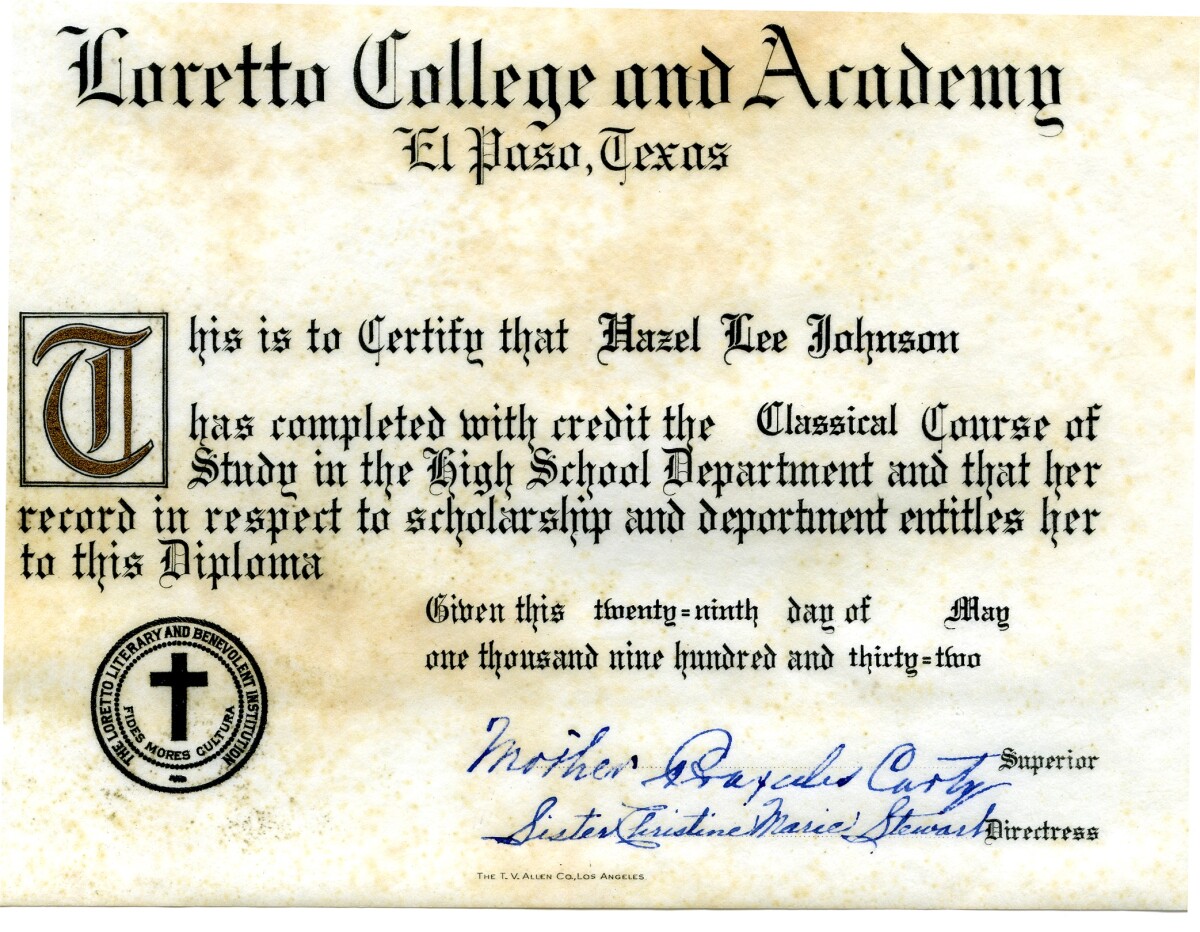 Loretto College and Academy
El Paso, Texas
This is to Certify that Hazel Lee Johnson
has completed with credit the Classical Course of
Study in the High School Department and that her
record in respect to scholarship and deportment entitles her
to this Diploma
Given this twenty=ninth day of May
one thousand nine hundred and thirty=two
THE LORETTO LITERARY AND BENEVOLENT INSTITUTION
FIDES MORES CULTURA
Mother Praxedes Carty Superior
Sister Christine Marie Stewart Directress
THE T. V. ALLEN CO., LOS ANGELES